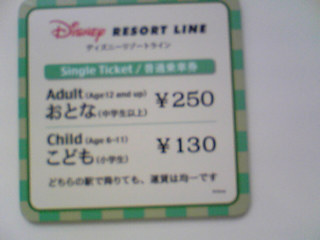 Disney RESORT LINE
ディズニーリゾートライン
Single Ticket / 普通乗車券
Adult (Age12 and up) ¥250
おとな (中学生以上)
Child (Age 6-11) ¥130
こども (小学生)
どちらの駅で降りても、運賃は均一です